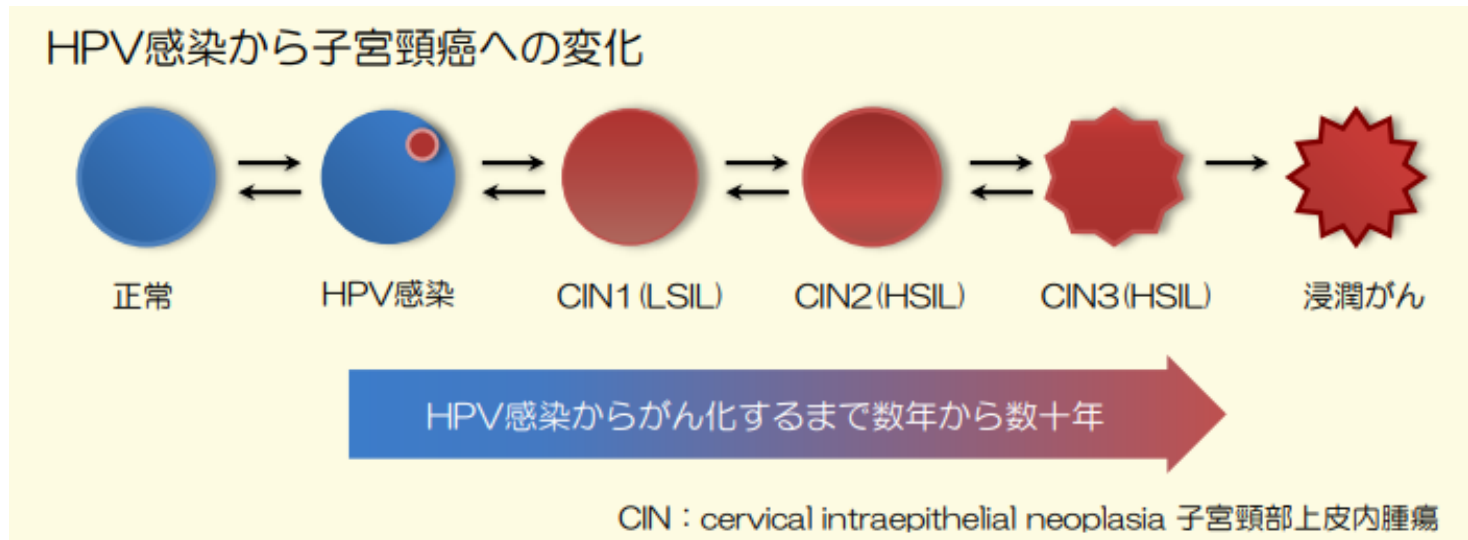 HPV感染から子宮頸癌への変化
正常
HPV感染
CIN1(LSIL)
CIN2(HSIL)
CIN3(HSIL)
浸潤がん
HPV感染からがん化するまで数年から数十年
CIN：cervical intraepithelial neoplasia 子宮頸部上皮内腫瘍